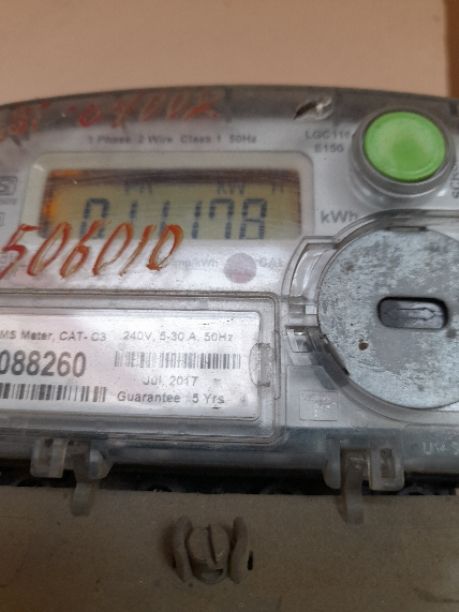 1 Phase 2 Wire Class 1 50Hz
E150
kW H
011178
kWh
506010
CAL
MS Meter, CAT- C3 240V, 5-30 A, 50Hz
088260
Jul, 2017
Guarantee 5 Yrs